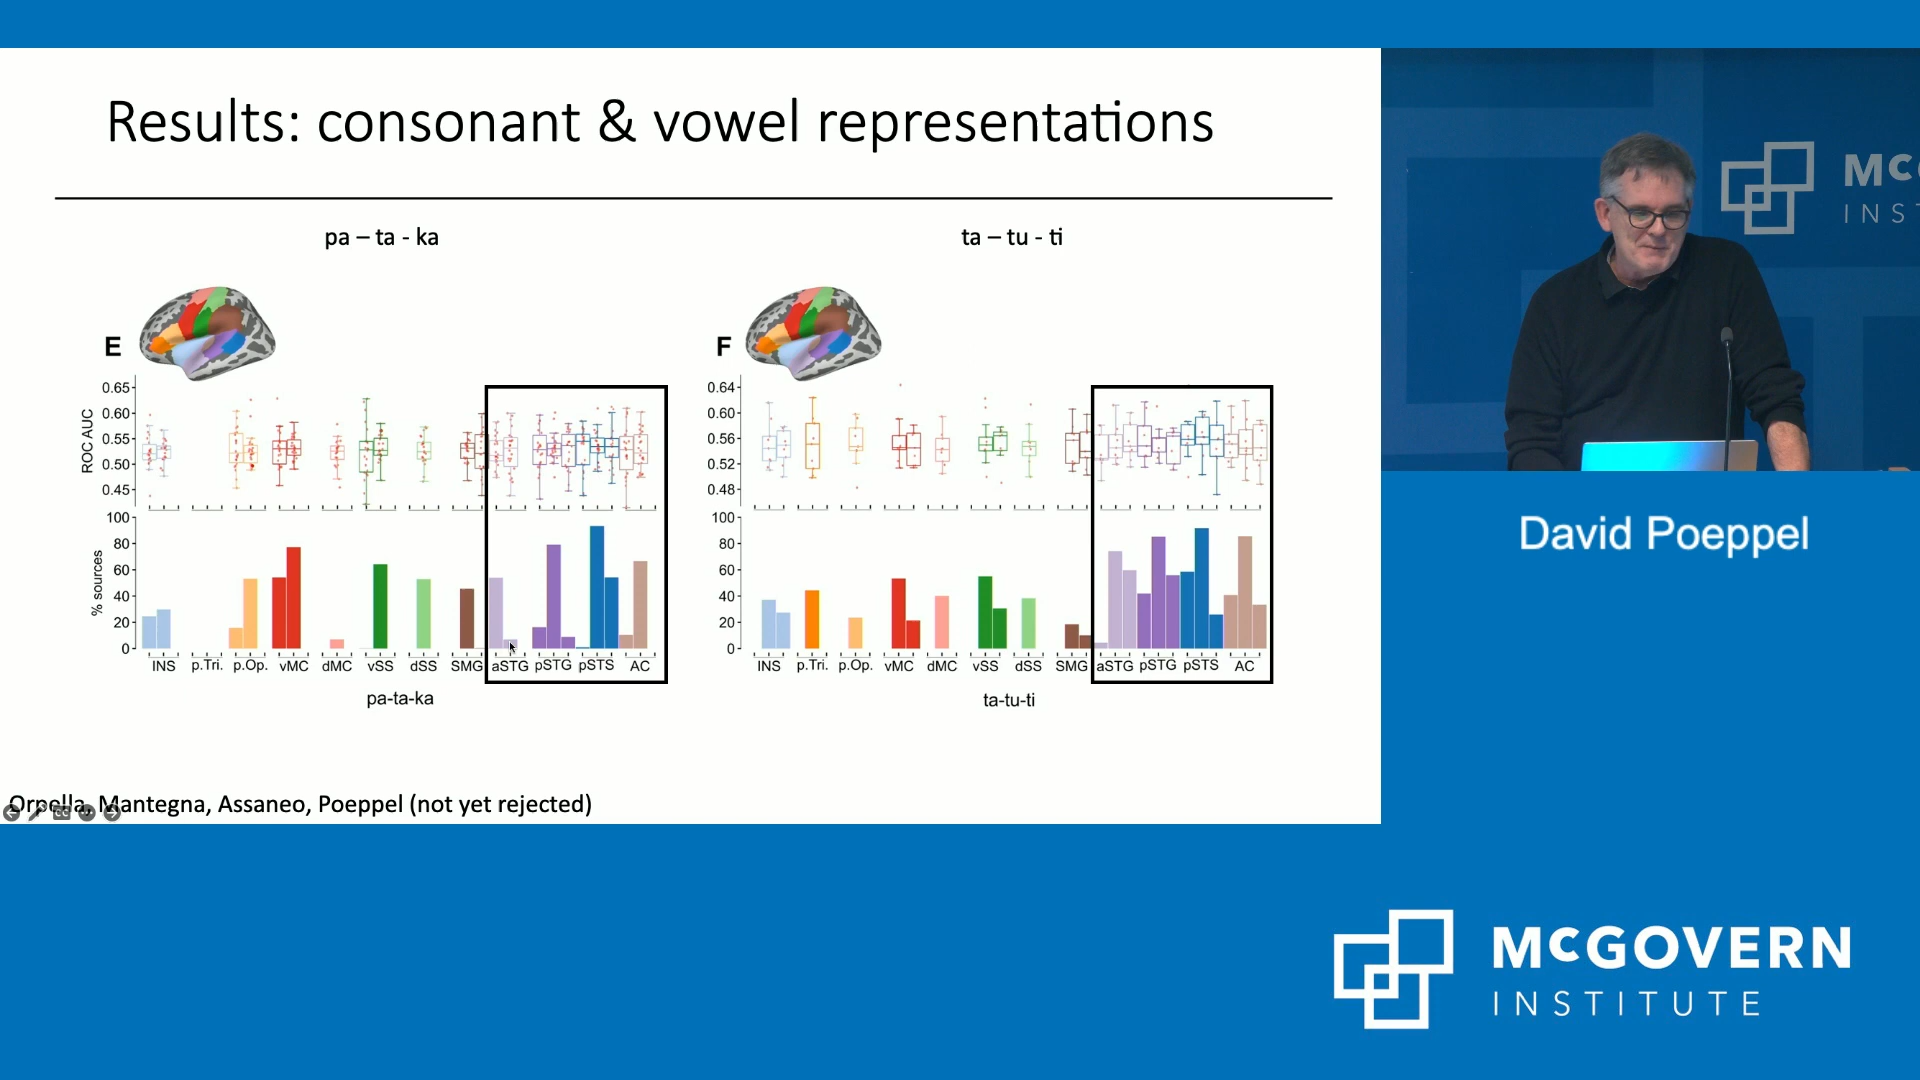 Results: consonant & vowel representations
pa – ta - ka
ta – tu - ti
E
F
0.65
0.60
0.55
0.50
0.45
ROC AUC
100
80
60
40
20
0
% sources
INS p.Tri. p.Op. vMC dMC vSS dSS SMG aSTG pSTG pSTS AC
pa-ta-ka
0.64
0.60
0.56
0.52
0.48
100
80
60
40
20
0
INS p.Tri. p.Op. vMC dMC vSS dSS SMG aSTG pSTG pSTS AC
ta-tu-ti
Orpella, Mantegna, Assaneo, Poeppel (not yet rejected)
CC
David Poeppel
McGOVERN
INSTITUTE